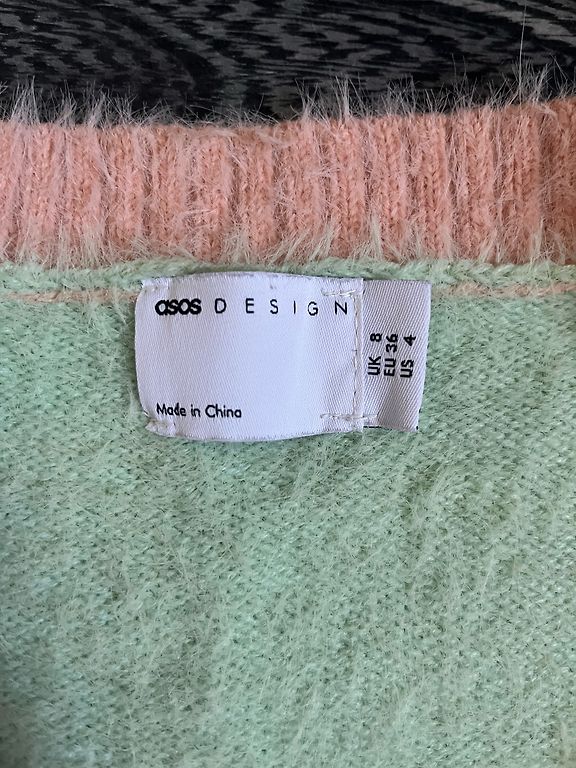 asos DESIGN
Made in China
UK 8
EU 36
US 4